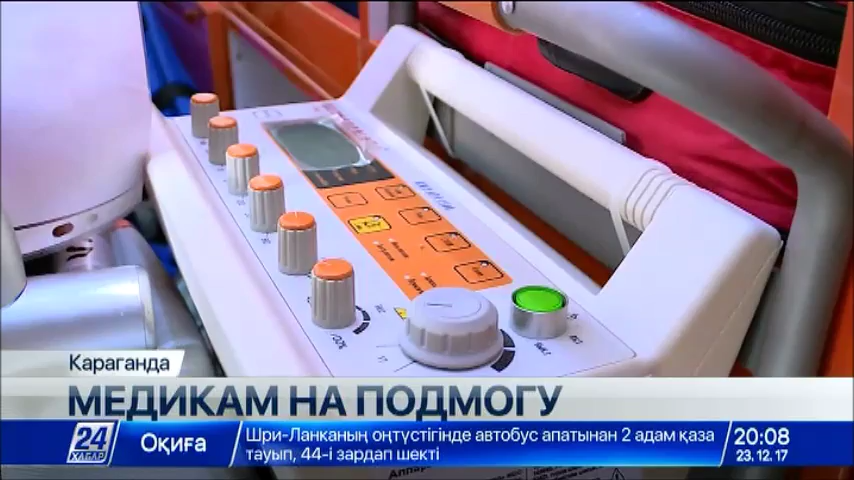 Караганда
МЕДИКАМ НА ПОДМОГУ
24
ХАБАР
Оқиға
Шри-Ланканың оңтүстігінде автобус апатынан 2 адам қаза
тауып, 44-і зардап шекті
20:08
23.12.17